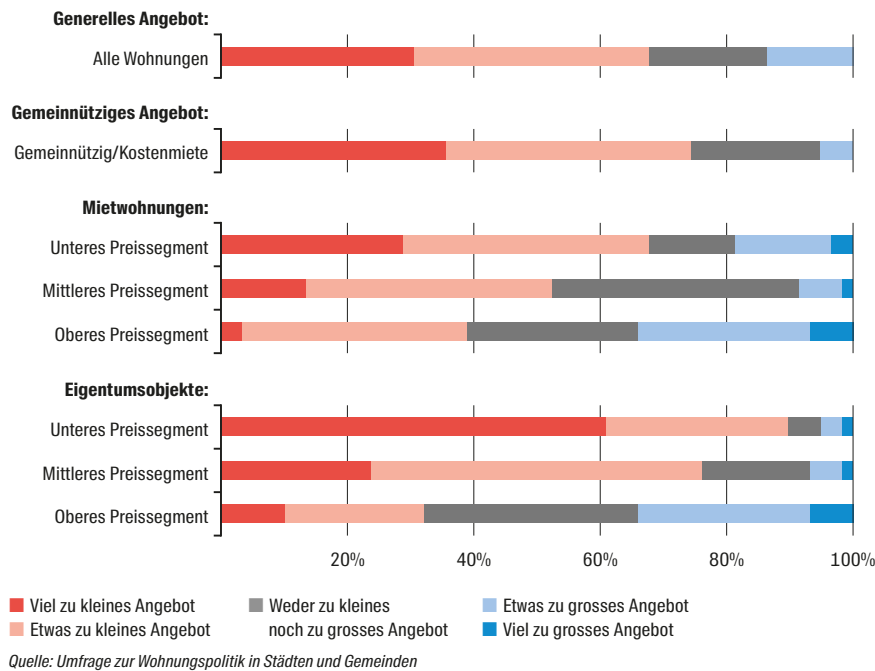 Generelles Angebot:
Alle Wohnungen
Gemeinnütziges Angebot:
Gemeinnützig/Kostenmiete
Mietwohnungen:
Unteres Preissegment
Mittleres Preissegment
Oberes Preissegment
Eigentumsobjekte:
Unteres Preissegment
Mittleres Preissegment
Oberes Preissegment
20% 40% 60% 80% 100%
Viel zu kleines Angebot
Etwas zu kleines Angebot
Weder zu kleines
noch zu grosses Angebot
Etwas zu grosses Angebot
Viel zu grosses Angebot
Quelle: Umfrage zur Wohnungspolitik in Städten und Gemeinden